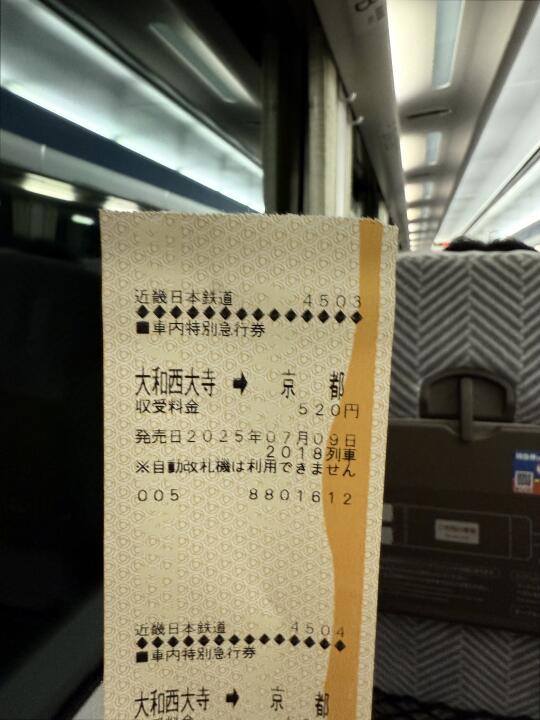 近畿日本鉄道 4503
◆◆◆◆◆◆◆◆◆◆◆◆◆◆
■車内特別急行券
大和西大寺 ➡ 京 都
収受料金 520円
発売日2025年07月09日
2018列車
※自動改札機は利用できません
005 8801612
近畿日本鉄道 4504
◆◆◆◆◆◆◆◆◆◆◆◆◆
■車内特別急行券
大和西大寺 ➡ 京 都